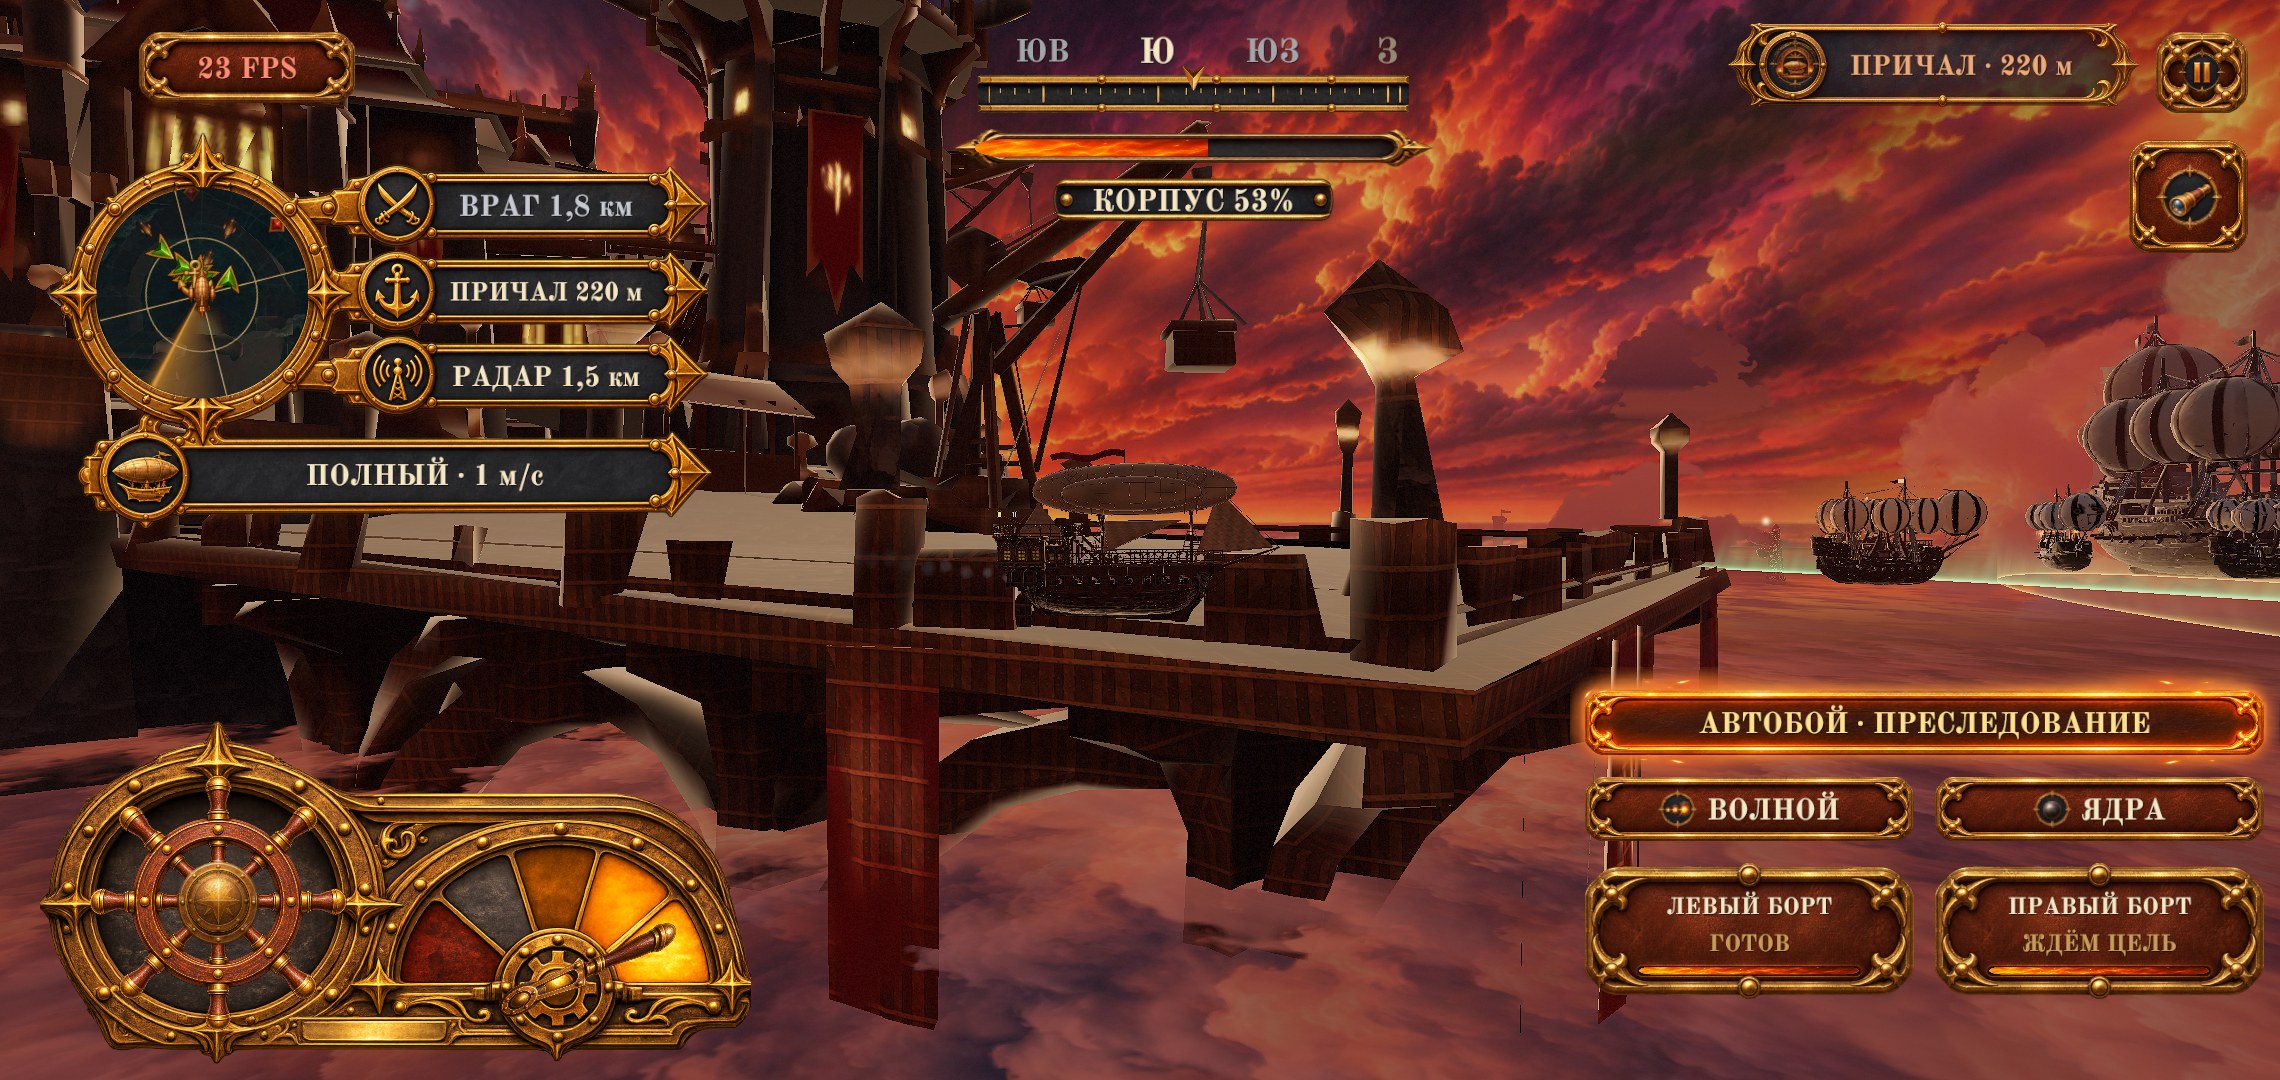 23 FPS
ЮВ Ю ЮЗ З
ПРИЧАЛ · 220 м
КОРПУС 53%
ВРАГ 1,8 км
ПРИЧАЛ 220 м
РАДАР 1,5 км
ПОЛНЫЙ · 1 м/с
АВТОБОЙ · ПРЕСЛЕДОВАНИЕ
ВОЛНОЙ
ЯДРА
ЛЕВЫЙ БОРТ
ГОТОВ
ПРАВЫЙ БОРТ
ЖДЁМ ЦЕЛЬ